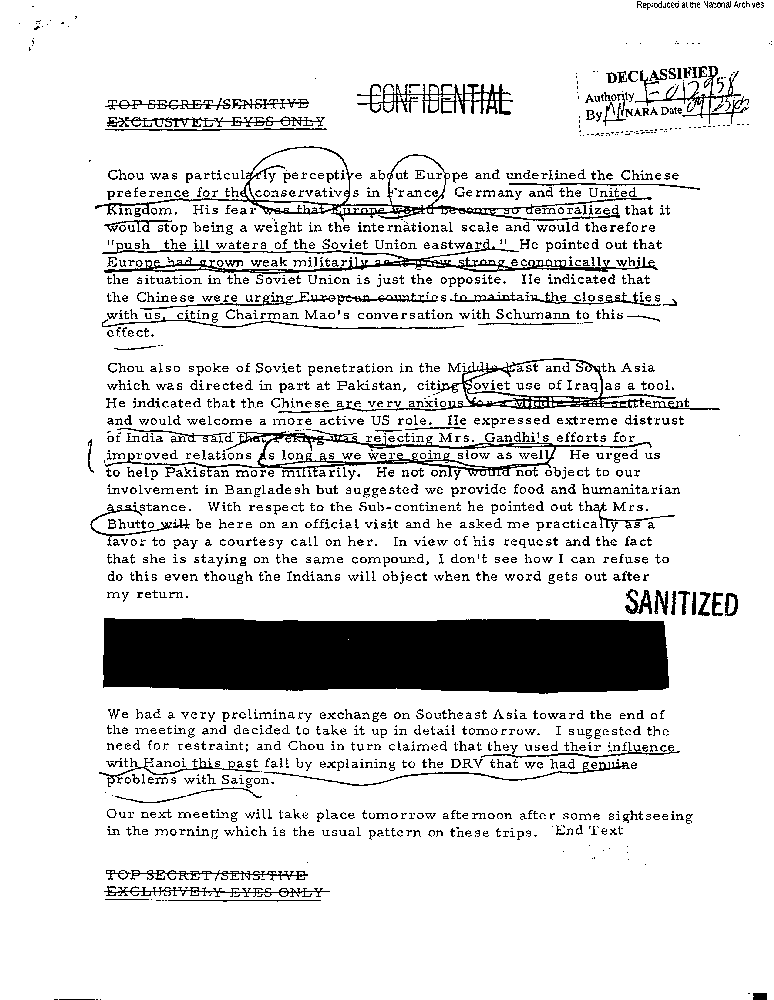 Reproduced at the National Archives
DECLASSIFIED
Authority E-012958
By NARA Date
CONFIDENTIAL
TOP SECRET/SENSITIVE
EXCLUSIVELY EYES ONLY
Chou was particularly perceptive about Europe and underlined the Chinese
preference for the conservatives in France, Germany and the United
Kingdom. His fear was that Europe would become so demoralized that it
would stop being a weight in the international scale and would therefore
"push the ill waters of the Soviet Union eastward." He pointed out that
Europe had grown weak militarily as it grew strong economically while
the situation in the Soviet Union is just the opposite. He indicated that
the Chinese were urging European countries to maintain the closest ties
with us, citing Chairman Mao's conversation with Schumann to this
effect.
Chou also spoke of Soviet penetration in the Middle East and South Asia
which was directed in part at Pakistan, citing Soviet use of Iraq as a tool.
He indicated that the Chinese are very anxious for a Middle East settlement
and would welcome a more active US role. He expressed extreme distrust
of India and said that Peking was rejecting Mrs. Gandhi's efforts for
improved relations as long as we were going slow as well. He urged us
to help Pakistan more militarily. He not only would not object to our
involvement in Bangladesh but suggested we provide food and humanitarian
assistance. With respect to the Sub-continent he pointed out that Mrs.
Bhutto will be here on an official visit and he asked me practically as a
favor to pay a courtesy call on her. In view of his request and the fact
that she is staying on the same compound, I don't see how I can refuse to
do this even though the Indians will object when the word gets out after
my return.
SANITIZED
We had a very preliminary exchange on Southeast Asia toward the end of
the meeting and decided to take it up in detail tomorrow. I suggested the
need for restraint; and Chou in turn claimed that they used their influence
with Hanoi this past fall by explaining to the DRV that we had genuine
problems with Saigon.
Our next meeting will take place tomorrow afternoon after some sightseeing
in the morning which is the usual pattern on these trips. End Text
TOP SECRET/SENSITIVE
EXCLUSIVELY EYES ONLY